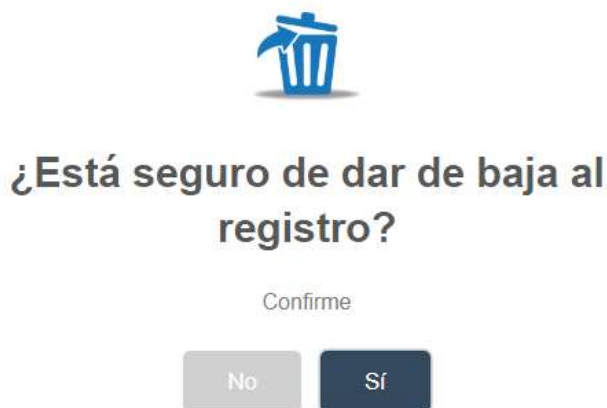 ¿Está seguro de dar de baja al
registro?
Confirme
No
Sí